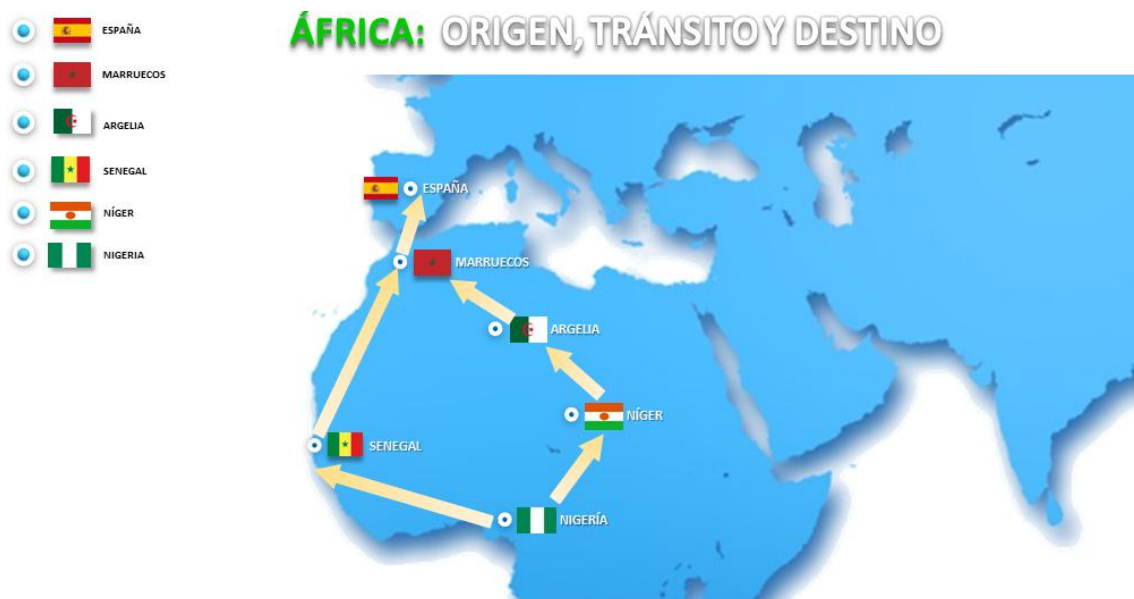 ÁFRICA: ORIGEN, TRÁNSITO Y DESTINO
ESPAÑA
MARRUECOS
ARGELIA
SENEGAL
NÍGER
NIGERIA
ESPAÑA
MARRUECOS
ARGELIA
NÍGER
SENEGAL
NIGERÍA